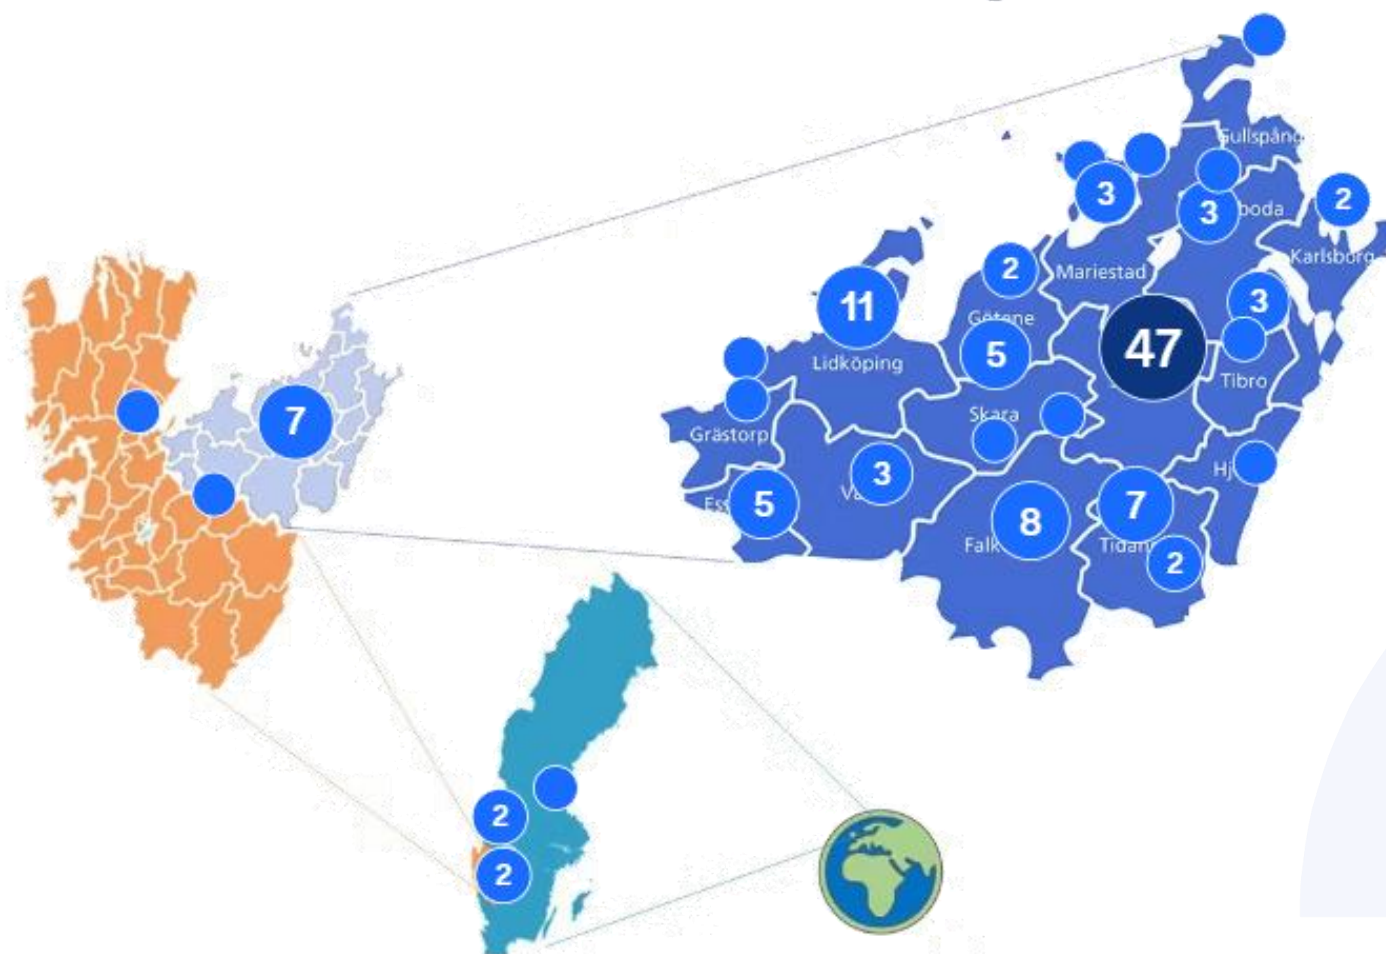 Gullspång
3
2
3
boda
Karlsborg
2
Mariestad
3
11
Götene
47
5
Lidköping
Tibro
7
Skara
Grästorp
3
5
7
8
Falk
Tidan
2
2
2